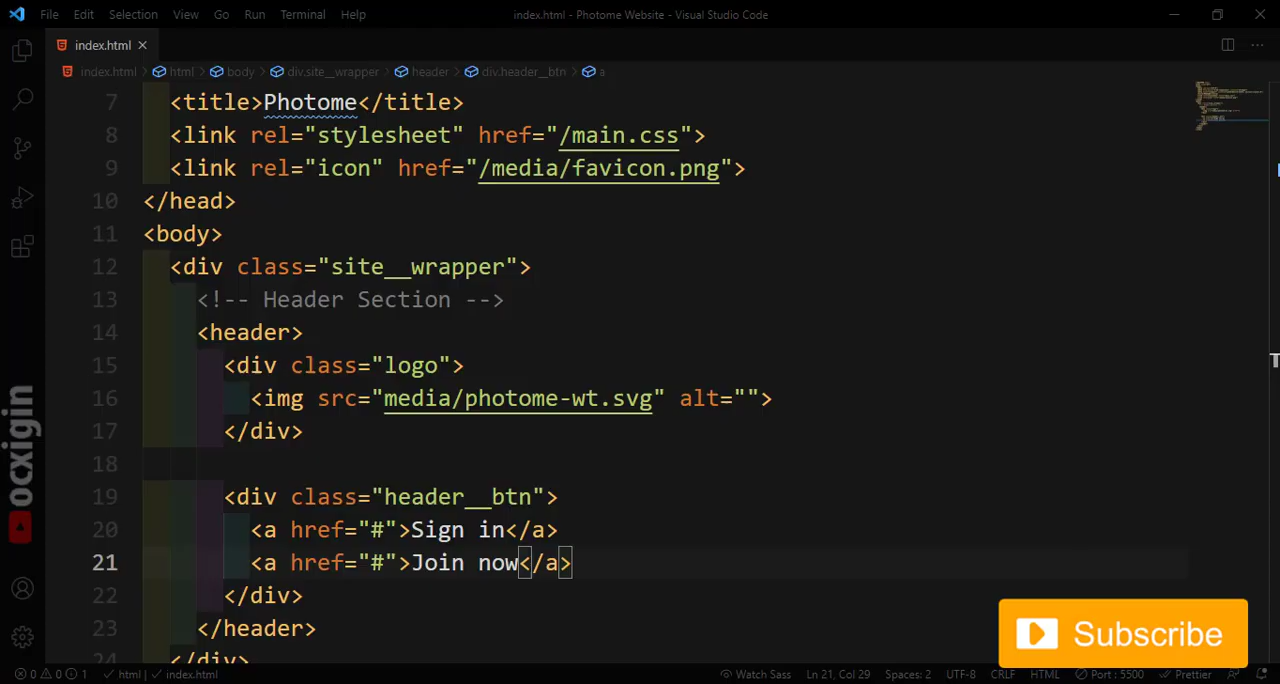 File Edit Selection View Go Run Terminal Help index.html - Photome Website - Visual Studio Code
index.html
index.html > html > body > div.site__wrapper > header > div.header__btn > a
7 <title>Photome</title>
8 <link rel="stylesheet" href="/main.css">
9 <link rel="icon" href="/media/favicon.png">
10 </head>
11 <body>
12 <div class="site__wrapper">
13 <!-- Header Section -->
14 <header>
15 <div class="logo">
16 <img src="media/photome-wt.svg" alt="">
17 </div>
18
19 <div class="header__btn">
20 <a href="#">Sign in</a>
21 <a href="#">Join now</a>
22 </div>
23 </header>
24 </div>
ocxigin
Subscribe
0 0 1 html | index.html Watch Sass Ln 21, Col 29 Spaces: 2 UTF-8 CRLF HTML Port : 5500 Prettier